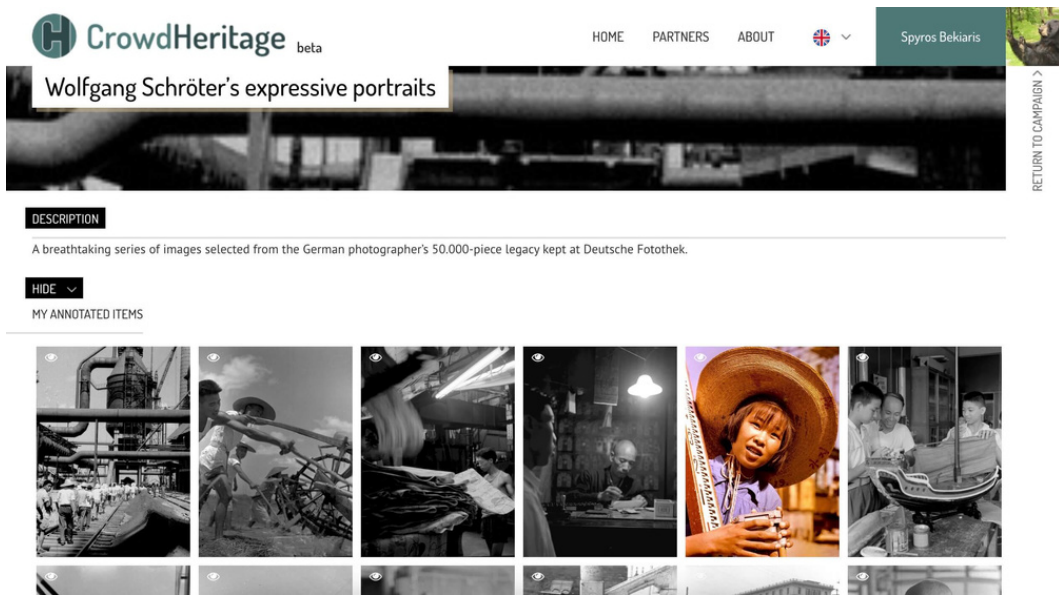 CrowdHeritage beta
HOME PARTNERS ABOUT Spyros Bekiaris
Wolfgang Schröter's expressive portraits
RETURN TO CAMPAIGN >
DESCRIPTION
A breathtaking series of images selected from the German photographer's 50.000-piece legacy kept at Deutsche Fotothek.
HIDE
MY ANNOTATED ITEMS